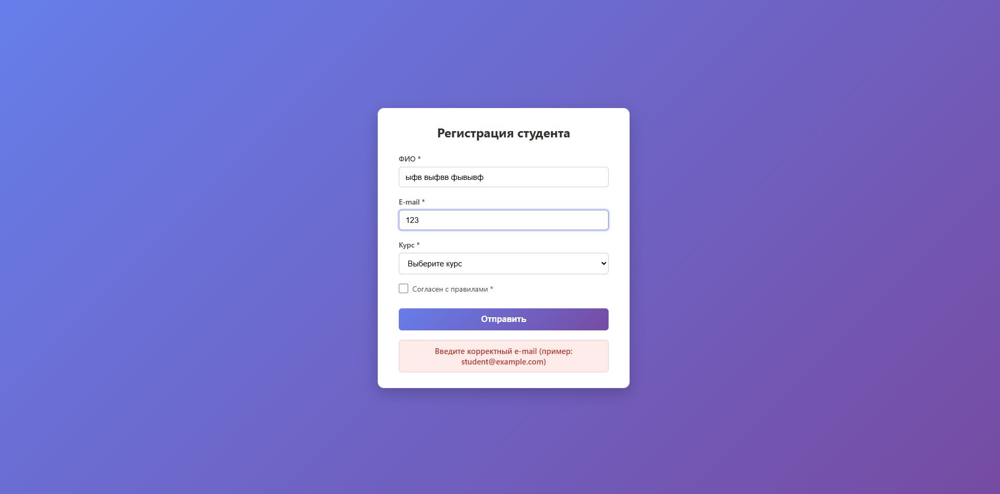 Регистрация студента
ФИО *
ыфв выфвв фывывф
E-mail *
123
Курс *
Выберите курс
Согласен с правилами *
Отправить
Введите корректный e-mail (пример:
student@example.com)